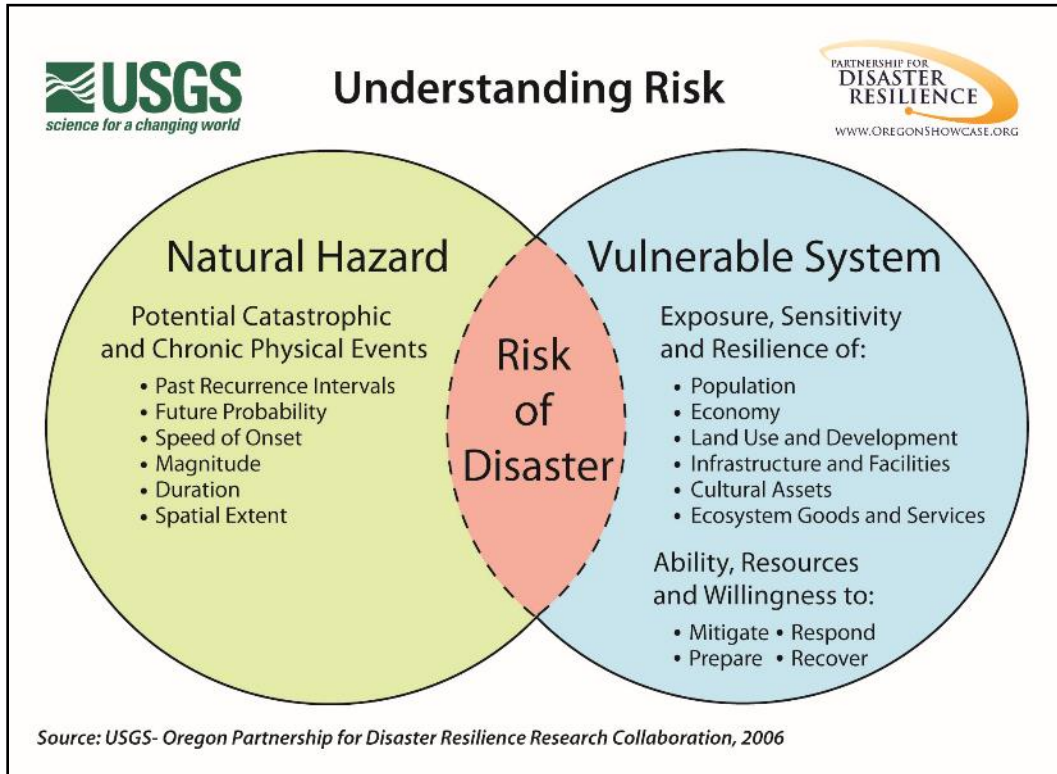 USGS
science for a changing world
Understanding Risk
PARTNERSHIP FOR
DISASTER
RESILIENCE
WWW.OREGONSHOWCASE.ORG
Natural Hazard
Potential Catastrophic
and Chronic Physical Events
• Past Recurrence Intervals
• Future Probability
• Speed of Onset
• Magnitude
• Duration
• Spatial Extent
Risk
of
Disaster
Vulnerable System
Exposure, Sensitivity
and Resilience of:
• Population
• Economy
• Land Use and Development
• Infrastructure and Facilities
• Cultural Assets
• Ecosystem Goods and Services
Ability, Resources
and Willingness to:
• Mitigate • Respond
• Prepare • Recover
Source: USGS- Oregon Partnership for Disaster Resilience Research Collaboration, 2006